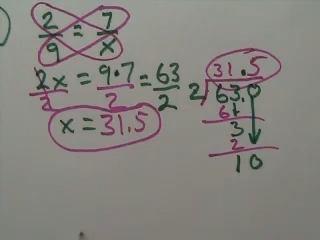 2/9 = 7/x
2x/2 = 9·7/2 = 63/2
x = 31.5
31.5
2)63.0
6↓
3
2
10